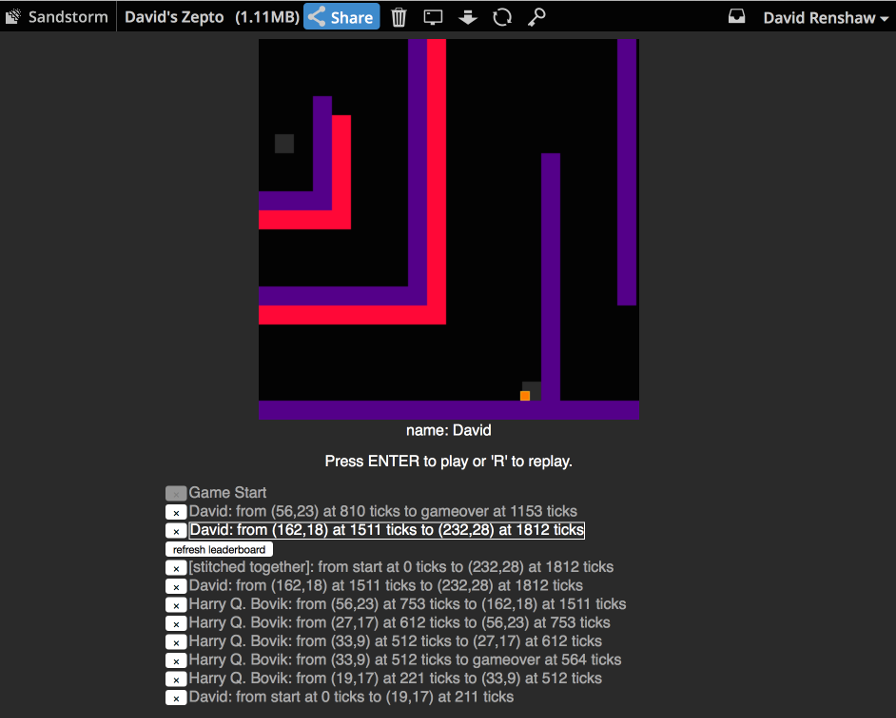 Sandstorm David's Zepto (1.11MB) Share David Renshaw
name: David
Press ENTER to play or 'R' to replay.
x Game Start
x David: from (56,23) at 810 ticks to gameover at 1153 ticks
x David: from (162,18) at 1511 ticks to (232,28) at 1812 ticks
refresh leaderboard
x [stitched together]: from start at 0 ticks to (232,28) at 1812 ticks
x David: from (162,18) at 1511 ticks to (232,28) at 1812 ticks
x Harry Q. Bovik: from (56,23) at 753 ticks to (162,18) at 1511 ticks
x Harry Q. Bovik: from (27,17) at 612 ticks to (56,23) at 753 ticks
x Harry Q. Bovik: from (33,9) at 512 ticks to (27,17) at 612 ticks
x Harry Q. Bovik: from (33,9) at 512 ticks to gameover at 564 ticks
x Harry Q. Bovik: from (19,17) at 221 ticks to (33,9) at 512 ticks
x David: from start at 0 ticks to (19,17) at 211 ticks